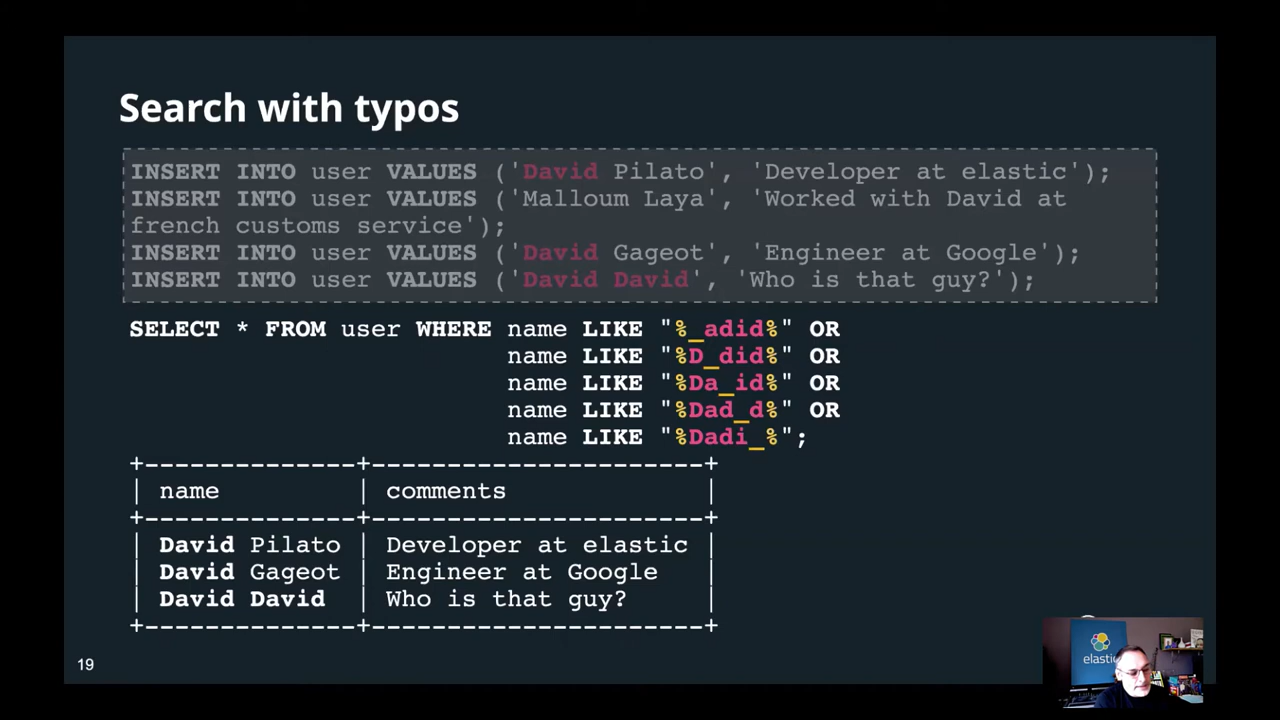 Search with typos
INSERT INTO user VALUES ('David Pilato', 'Developer at elastic');
INSERT INTO user VALUES ('Malloum Laya', 'Worked with David at
french customs service');
INSERT INTO user VALUES ('David Gageot', 'Engineer at Google');
INSERT INTO user VALUES ('David David', 'Who is that guy?');
SELECT * FROM user WHERE name LIKE "%_adid%" OR
name LIKE "%D_did%" OR
name LIKE "%Da_id%" OR
name LIKE "%Dad_d%" OR
name LIKE "%Dadi_%";
+--------------+----------------------+
| name | comments |
+--------------+----------------------+
| David Pilato | Developer at elastic |
| David Gageot | Engineer at Google |
| David David | Who is that guy? |
+--------------+----------------------+
19
elastic